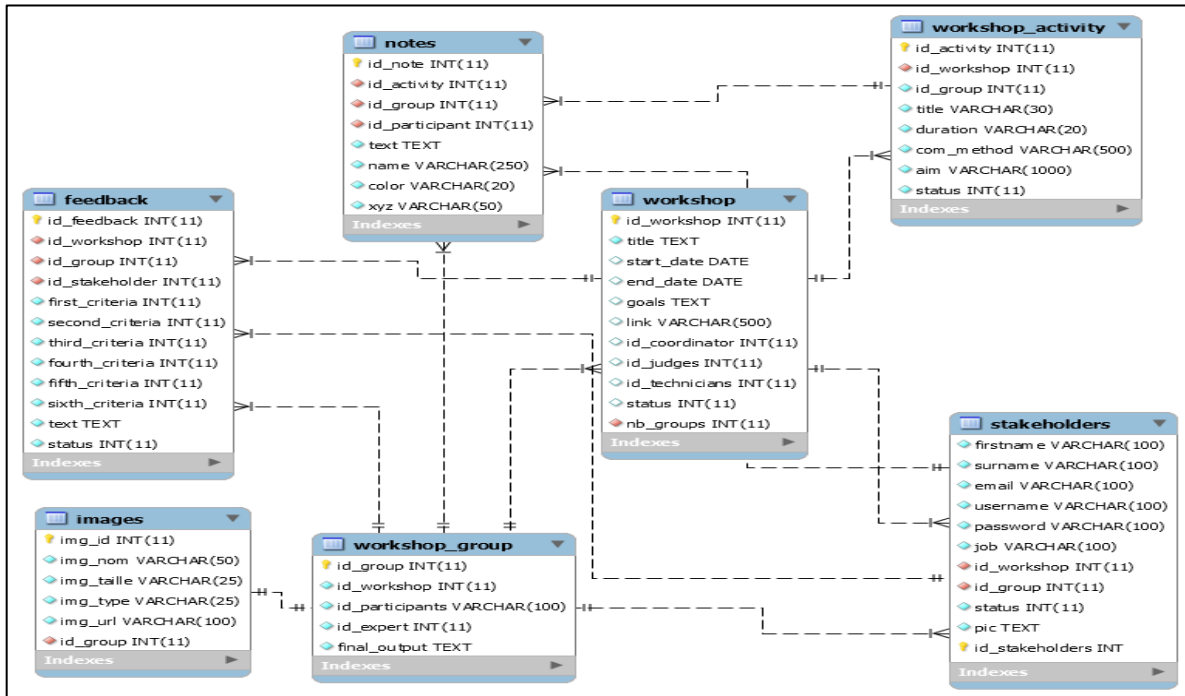 notes
id_note INT(11)
id_activity INT(11)
id_group INT(11)
id_participant INT(11)
text TEXT
name VARCHAR(250)
color VARCHAR(20)
xyz VARCHAR(50)
Indexes
workshop_activity
id_activity INT(11)
id_workshop INT(11)
id_group INT(11)
title VARCHAR(30)
duration VARCHAR(20)
com_method VARCHAR(500)
aim VARCHAR(1000)
status INT(11)
Indexes
feedback
id_feedback INT(11)
id_workshop INT(11)
id_group INT(11)
id_stakeholder INT(11)
first_criteria INT(11)
second_criteria INT(11)
third_criteria INT(11)
fourth_criteria INT(11)
fifth_criteria INT(11)
sixth_criteria INT(11)
text TEXT
status INT(11)
Indexes
workshop
id_workshop INT(11)
title TEXT
start_date DATE
end_date DATE
goals TEXT
link VARCHAR(500)
id_coordinator INT(11)
id_judges INT(11)
id_technicians INT(11)
status INT(11)
nb_groups INT(11)
Indexes
stakeholders
firstname VARCHAR(100)
surname VARCHAR(100)
email VARCHAR(100)
username VARCHAR(100)
password VARCHAR(100)
job VARCHAR(100)
id_workshop INT(11)
id_group INT(11)
status INT(11)
pic TEXT
id_stakeholders INT
Indexes
images
img_id INT(11)
img_nom VARCHAR(50)
img_taille VARCHAR(25)
img_type VARCHAR(25)
img_url VARCHAR(100)
id_group INT(11)
Indexes
workshop_group
id_group INT(11)
id_workshop INT(11)
id_participants VARCHAR(100)
id_expert INT(11)
final_output TEXT
Indexes